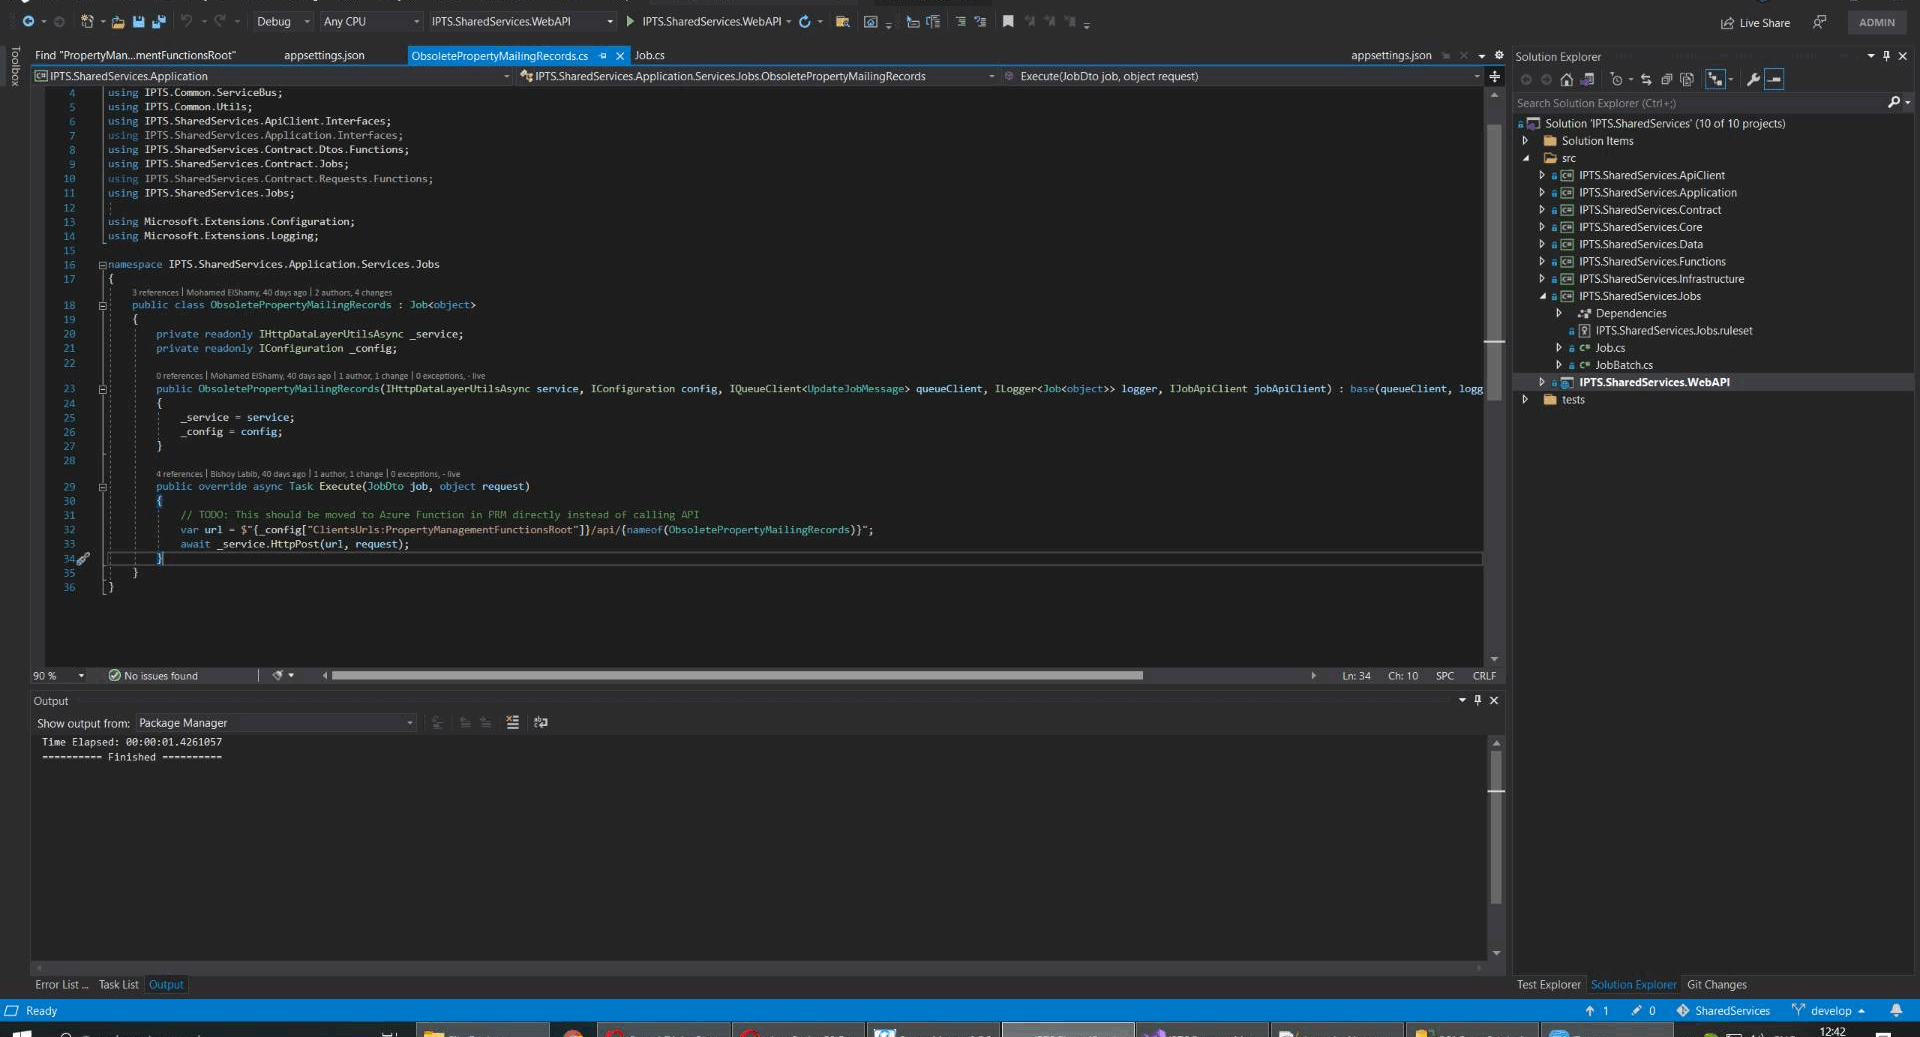 Debug Any CPU IPTS.SharedServices.WebAPI IPTS.SharedServices.WebAPI Live Share ADMIN
Toolbox
Find "PropertyMan...mentFunctionsRoot" appsettings.json ObsoletePropertyMailingRecords.cs Job.cs appsettings.json
IPTS.SharedServices.Application IPTS.SharedServices.Application.Services.Jobs.ObsoletePropertyMailingRecords Execute(JobDto job, object request)
4 using IPTS.Common.ServiceBus;
5 using IPTS.Common.Utils;
6 using IPTS.SharedServices.ApiClient.Interfaces;
7 using IPTS.SharedServices.Application.Interfaces;
8 using IPTS.SharedServices.Contract.Dtos.Functions;
9 using IPTS.SharedServices.Contract.Jobs;
10 using IPTS.SharedServices.Contract.Requests.Functions;
11 using IPTS.SharedServices.Jobs;
12
13 using Microsoft.Extensions.Configuration;
14 using Microsoft.Extensions.Logging;
15
16 namespace IPTS.SharedServices.Application.Services.Jobs
17 {
3 references | Mohamed ElShamy, 40 days ago | 2 authors, 4 changes
18 public class ObsoletePropertyMailingRecords : Job<object>
19 {
20 private readonly IHttpDataLayerUtilsAsync _service;
21 private readonly IConfiguration _config;
22
0 references | Mohamed ElShamy, 40 days ago | 1 author, 1 change | 0 exceptions, - live
23 public ObsoletePropertyMailingRecords(IHttpDataLayerUtilsAsync service, IConfiguration config, IQueueClient<UpdateJobMessage> queueClient, ILogger<Job<object>> logger, IJobApiClient jobApiClient) : base(queueClient, logg
24 {
25 _service = service;
26 _config = config;
27 }
28
4 references | Bishoy Labib, 40 days ago | 1 author, 1 change | 0 exceptions, - live
29 public override async Task Execute(JobDto job, object request)
30 {
31 // TODO: This should be moved to Azure Function in PRM directly instead of calling API
32 var url = $"{_config["ClientsUrls:PropertyManagementFunctionsRoot"]}/api/{nameof(ObsoletePropertyMailingRecords)}";
33 await _service.HttpPost(url, request);
34 }
35 }
36 }
90 % No issues found Ln: 34 Ch: 10 SPC CRLF
Output
Show output from: Package Manager
Time Elapsed: 00:00:01.4261057
========== Finished ==========
Error List ... Task List Output
Solution Explorer
Search Solution Explorer (Ctrl+;)
Solution 'IPTS.SharedServices' (10 of 10 projects)
Solution Items
src
IPTS.SharedServices.ApiClient
IPTS.SharedServices.Application
IPTS.SharedServices.Contract
IPTS.SharedServices.Core
IPTS.SharedServices.Data
IPTS.SharedServices.Functions
IPTS.SharedServices.Infrastructure
IPTS.SharedServices.Jobs
Dependencies
IPTS.SharedServices.Jobs.ruleset
Job.cs
JobBatch.cs
IPTS.SharedServices.WebAPI
tests
Test Explorer Solution Explorer Git Changes
Ready 1 0 SharedServices develop
12:42